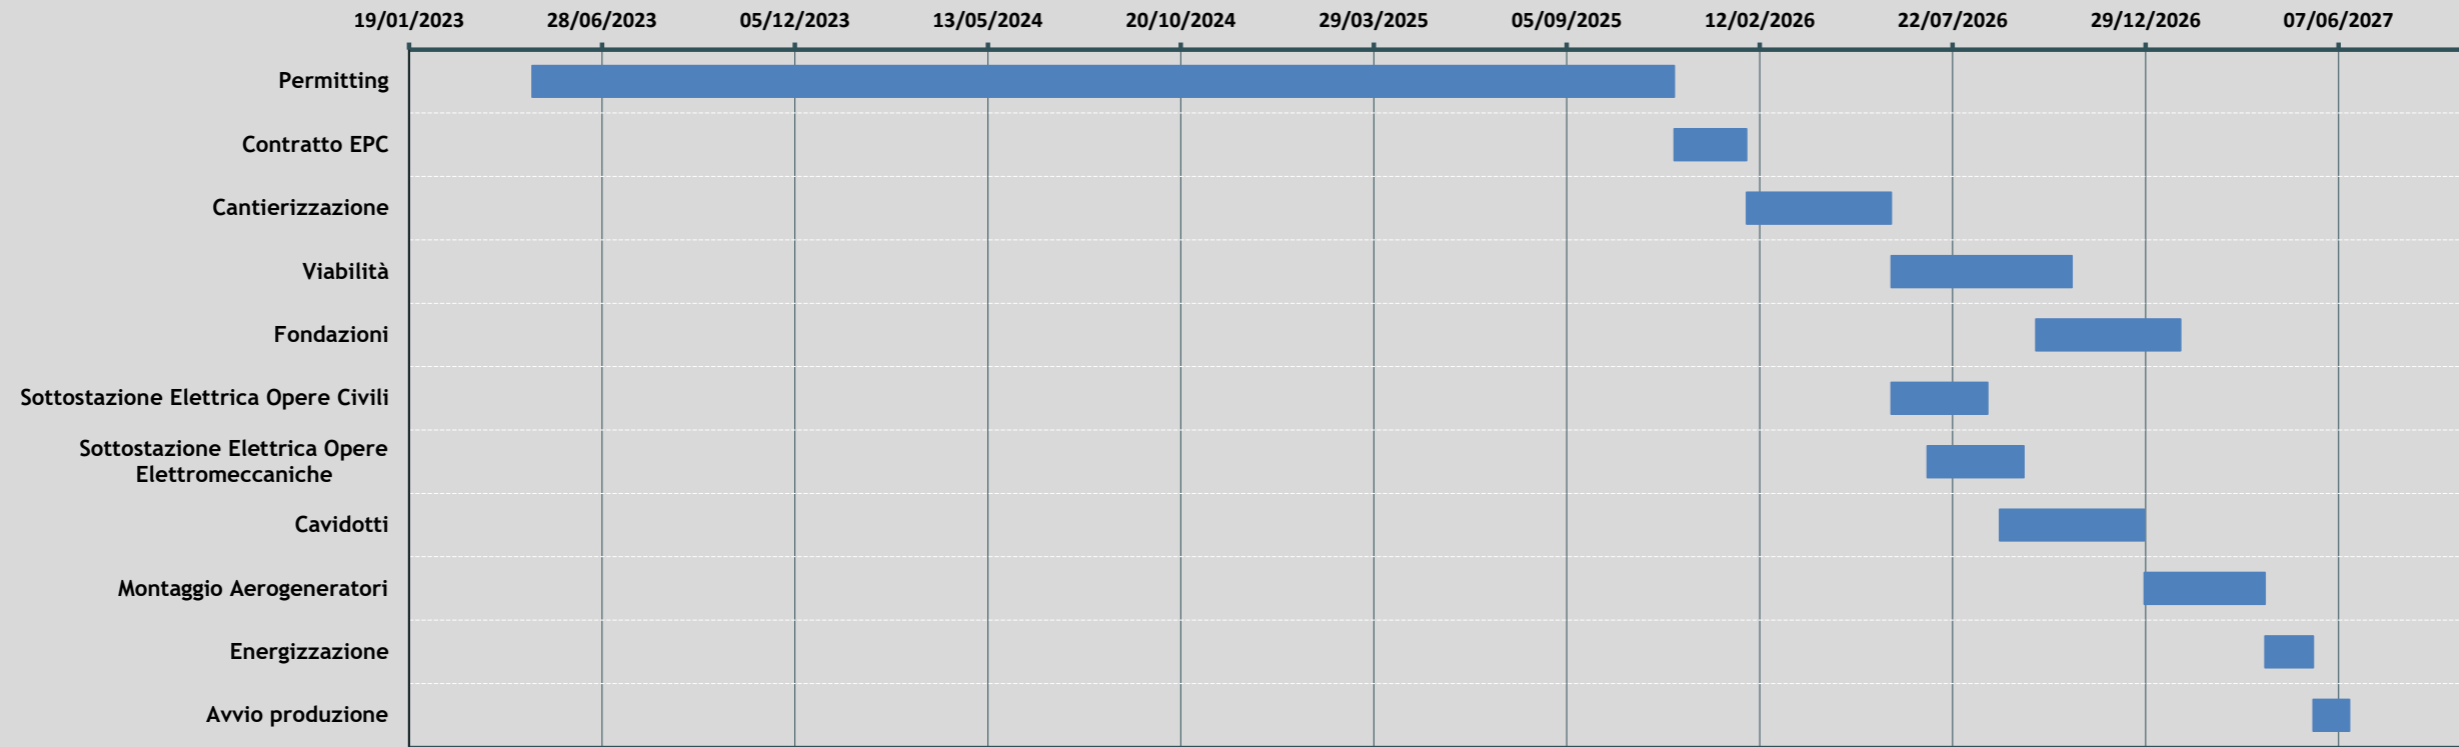 19/01/2023 28/06/2023 05/12/2023 13/05/2024 20/10/2024 29/03/2025 05/09/2025 12/02/2026 22/07/2026 29/12/2026 07/06/2027
Permitting
Contratto EPC
Cantierizzazione
Viabilità
Fondazioni
Sottostazione Elettrica Opere Civili
Sottostazione Elettrica Opere
Elettromeccaniche
Cavidotti
Montaggio Aerogeneratori
Energizzazione
Avvio produzione